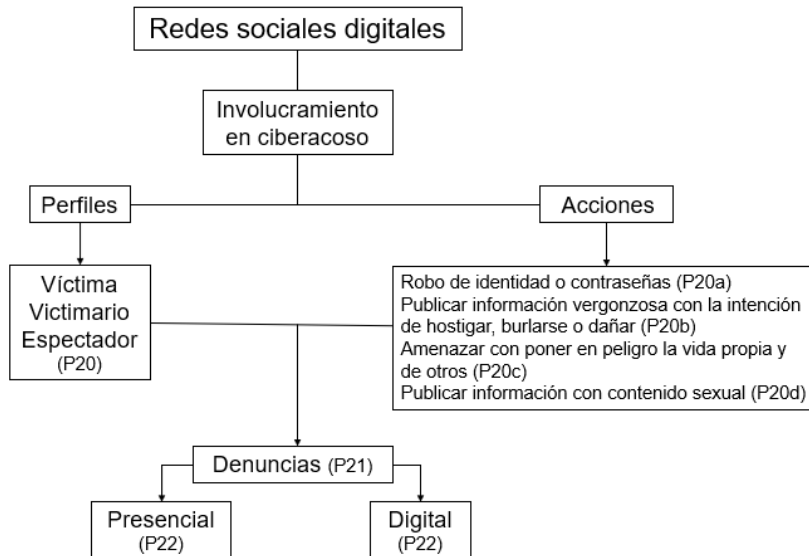 Redes sociales digitales
Involucramiento
en ciberacoso
Perfiles
Acciones
Víctima
Victimario
Espectador
(P20)
Robo de identidad o contraseñas (P20a)
Publicar información vergonzosa con la intención
de hostigar, burlarse o dañar (P20b)
Amenazar con poner en peligro la vida propia y
de otros (P20c)
Publicar información con contenido sexual (P20d)
Denuncias (P21)
Presencial
(P22)
Digital
(P22)